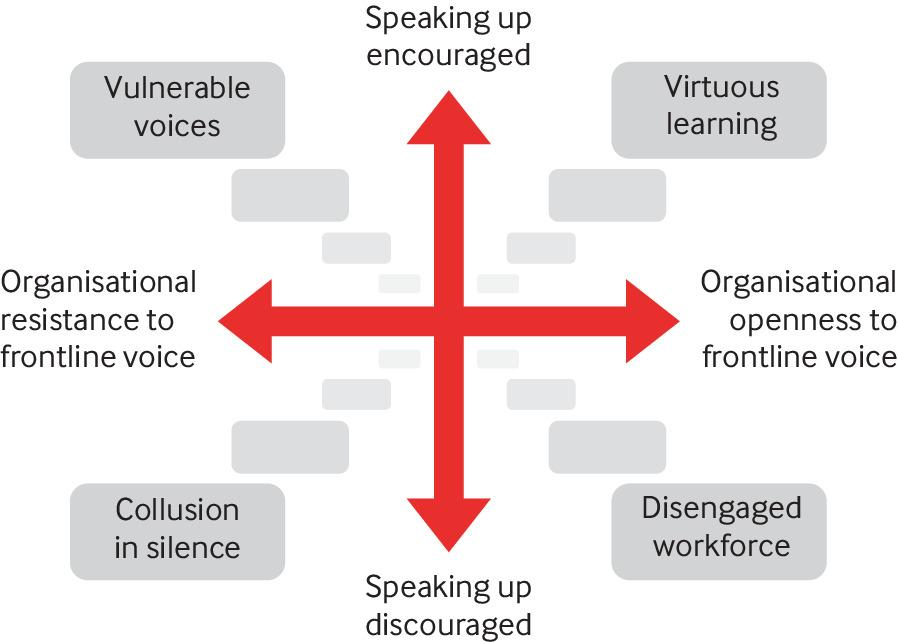 Speaking up
encouraged
Vulnerable
voices
Virtuous
learning
Organisational
resistance to
frontline voice
Organisational
openness to
frontline voice
Collusion
in silence
Disengaged
workforce
Speaking up
discouraged